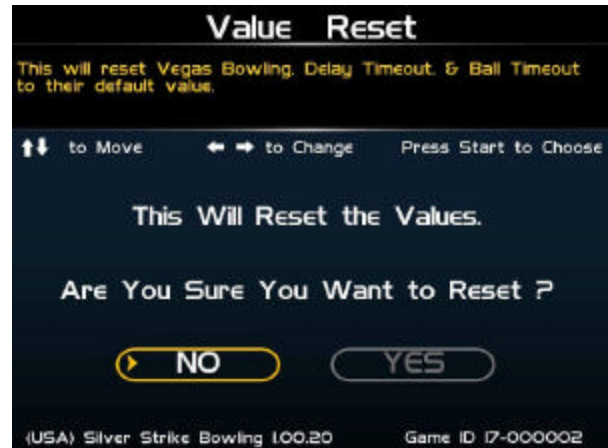 Value Reset
This will reset Vegas Bowling, Delay Timeout, & Ball Timeout
to their default value.
to Move to Change Press Start to Choose
This Will Reset the Values.
Are You Sure You Want to Reset ?
NO YES
(USA) Silver Strike Bowling 1.00.20 Game ID 17-000002